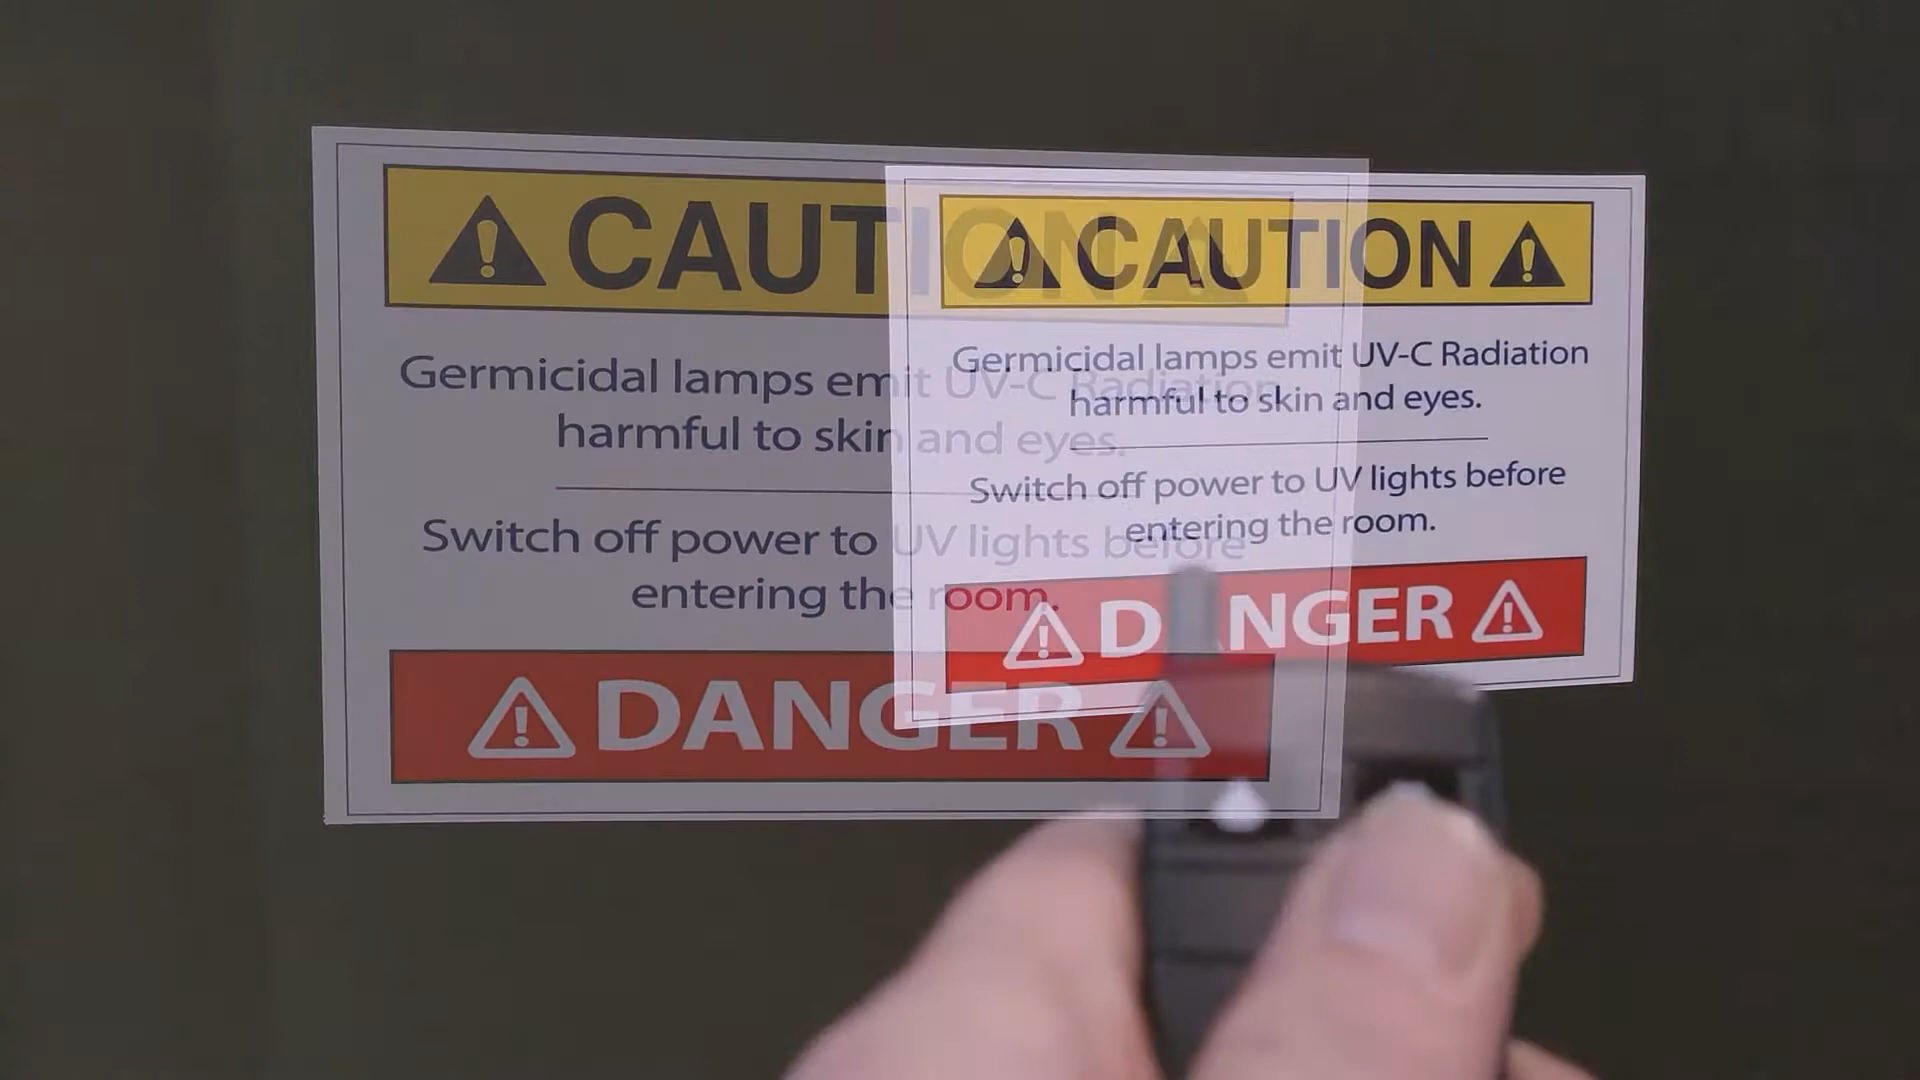 CAUTION
Germicidal lamps emit UV-C Radiation
harmful to skin and eyes.
Switch off power to UV lights before
entering the room.
DANGER
CAUTION
Germicidal lamps emit UV-C Radiation
harmful to skin and eyes.
Switch off power to UV lights before
entering the room.
DANGER